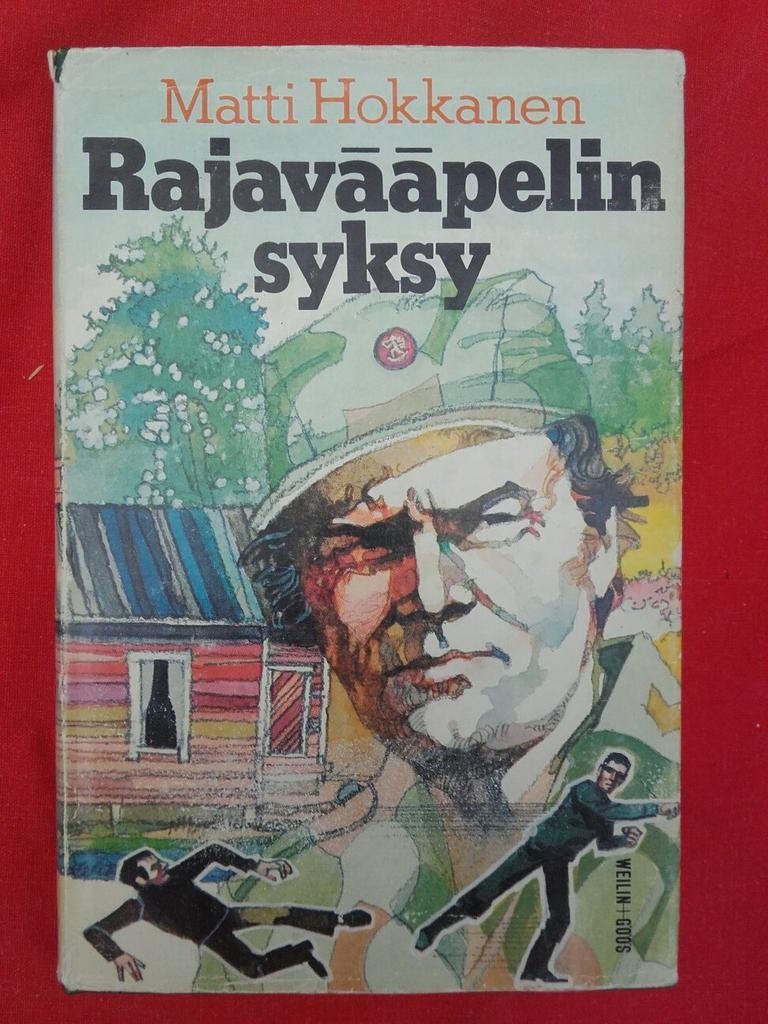 Matti Hokkanen
Rajavääpelin
syksy
WEILIN+GÖÖS